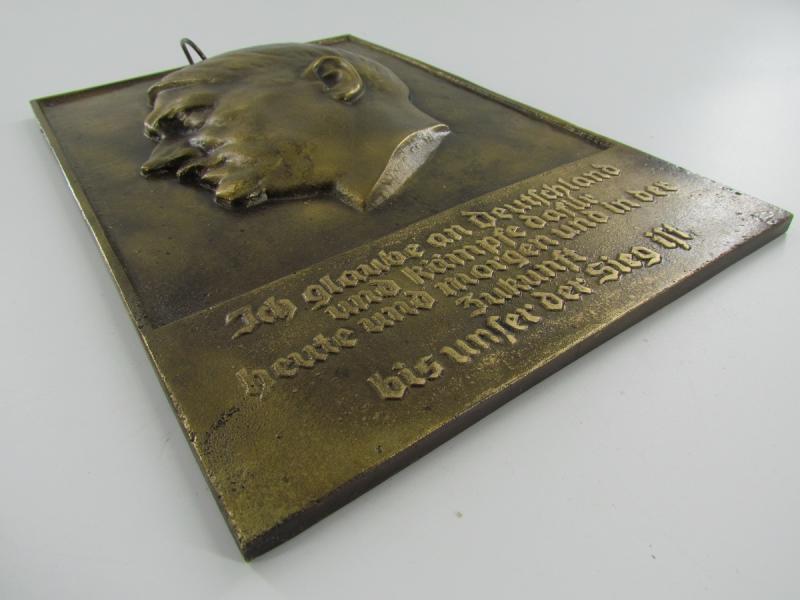 Ich glaube an Deutschland
und kämpfe dafür
heute und morgen und in der
Zukunft
bis unser der Sieg ist